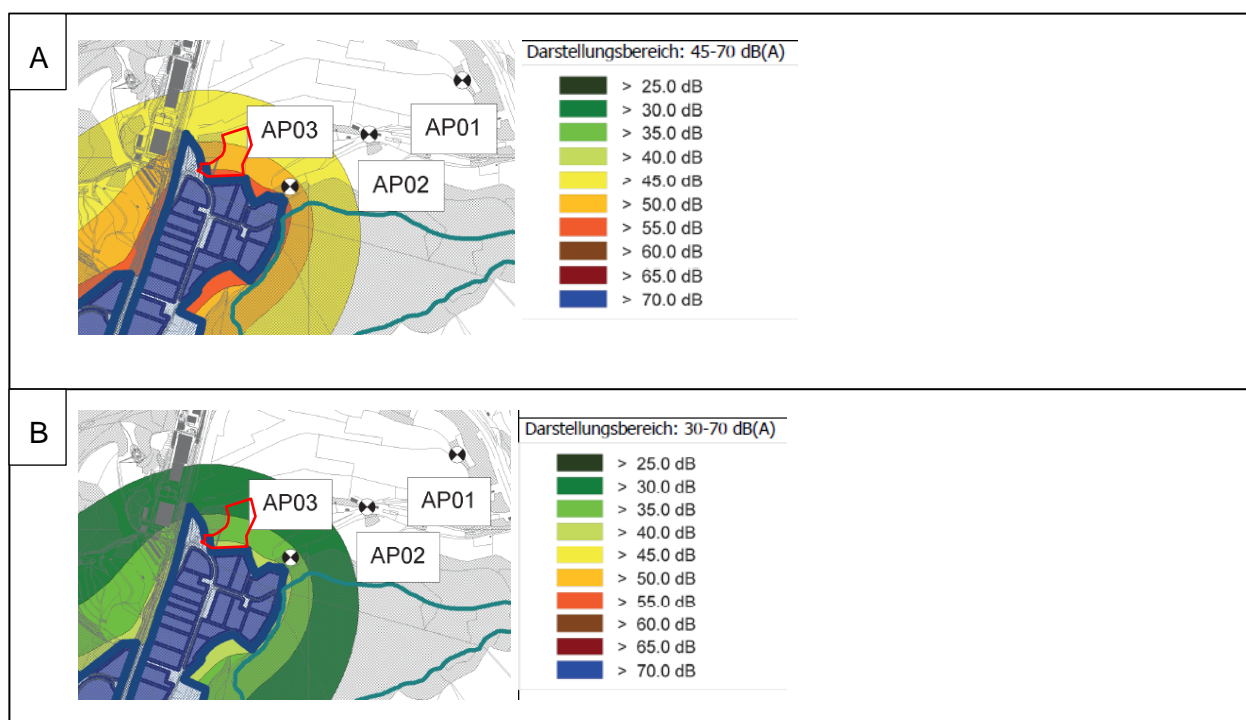 A
AP03
AP01
AP02
Darstellungsbereich: 45-70 dB(A)
> 25.0 dB
> 30.0 dB
> 35.0 dB
> 40.0 dB
> 45.0 dB
> 50.0 dB
> 55.0 dB
> 60.0 dB
> 65.0 dB
> 70.0 dB
B
AP03
AP01
AP02
Darstellungsbereich: 30-70 dB(A)
> 25.0 dB
> 30.0 dB
> 35.0 dB
> 40.0 dB
> 45.0 dB
> 50.0 dB
> 55.0 dB
> 60.0 dB
> 65.0 dB
> 70.0 dB